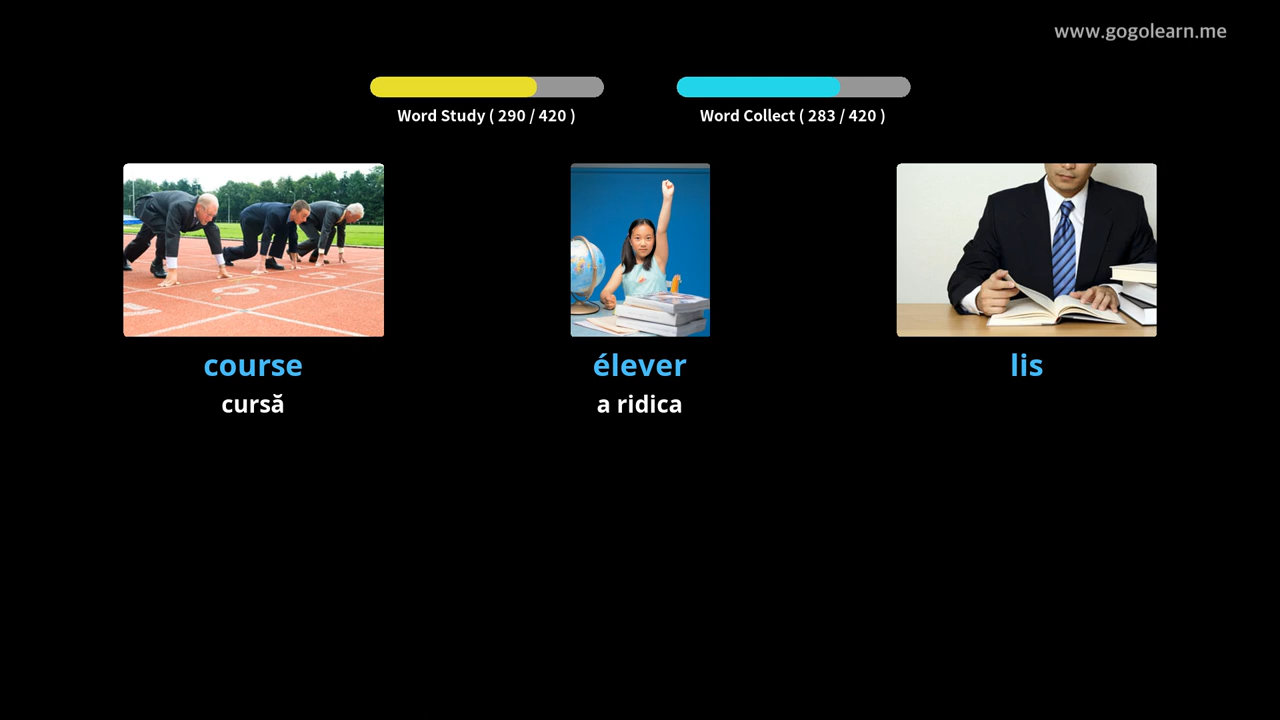 www.gogolearn.me
Word Study ( 290 / 420 )
Word Collect ( 283 / 420 )
course
élever
lis
cursă
a ridica